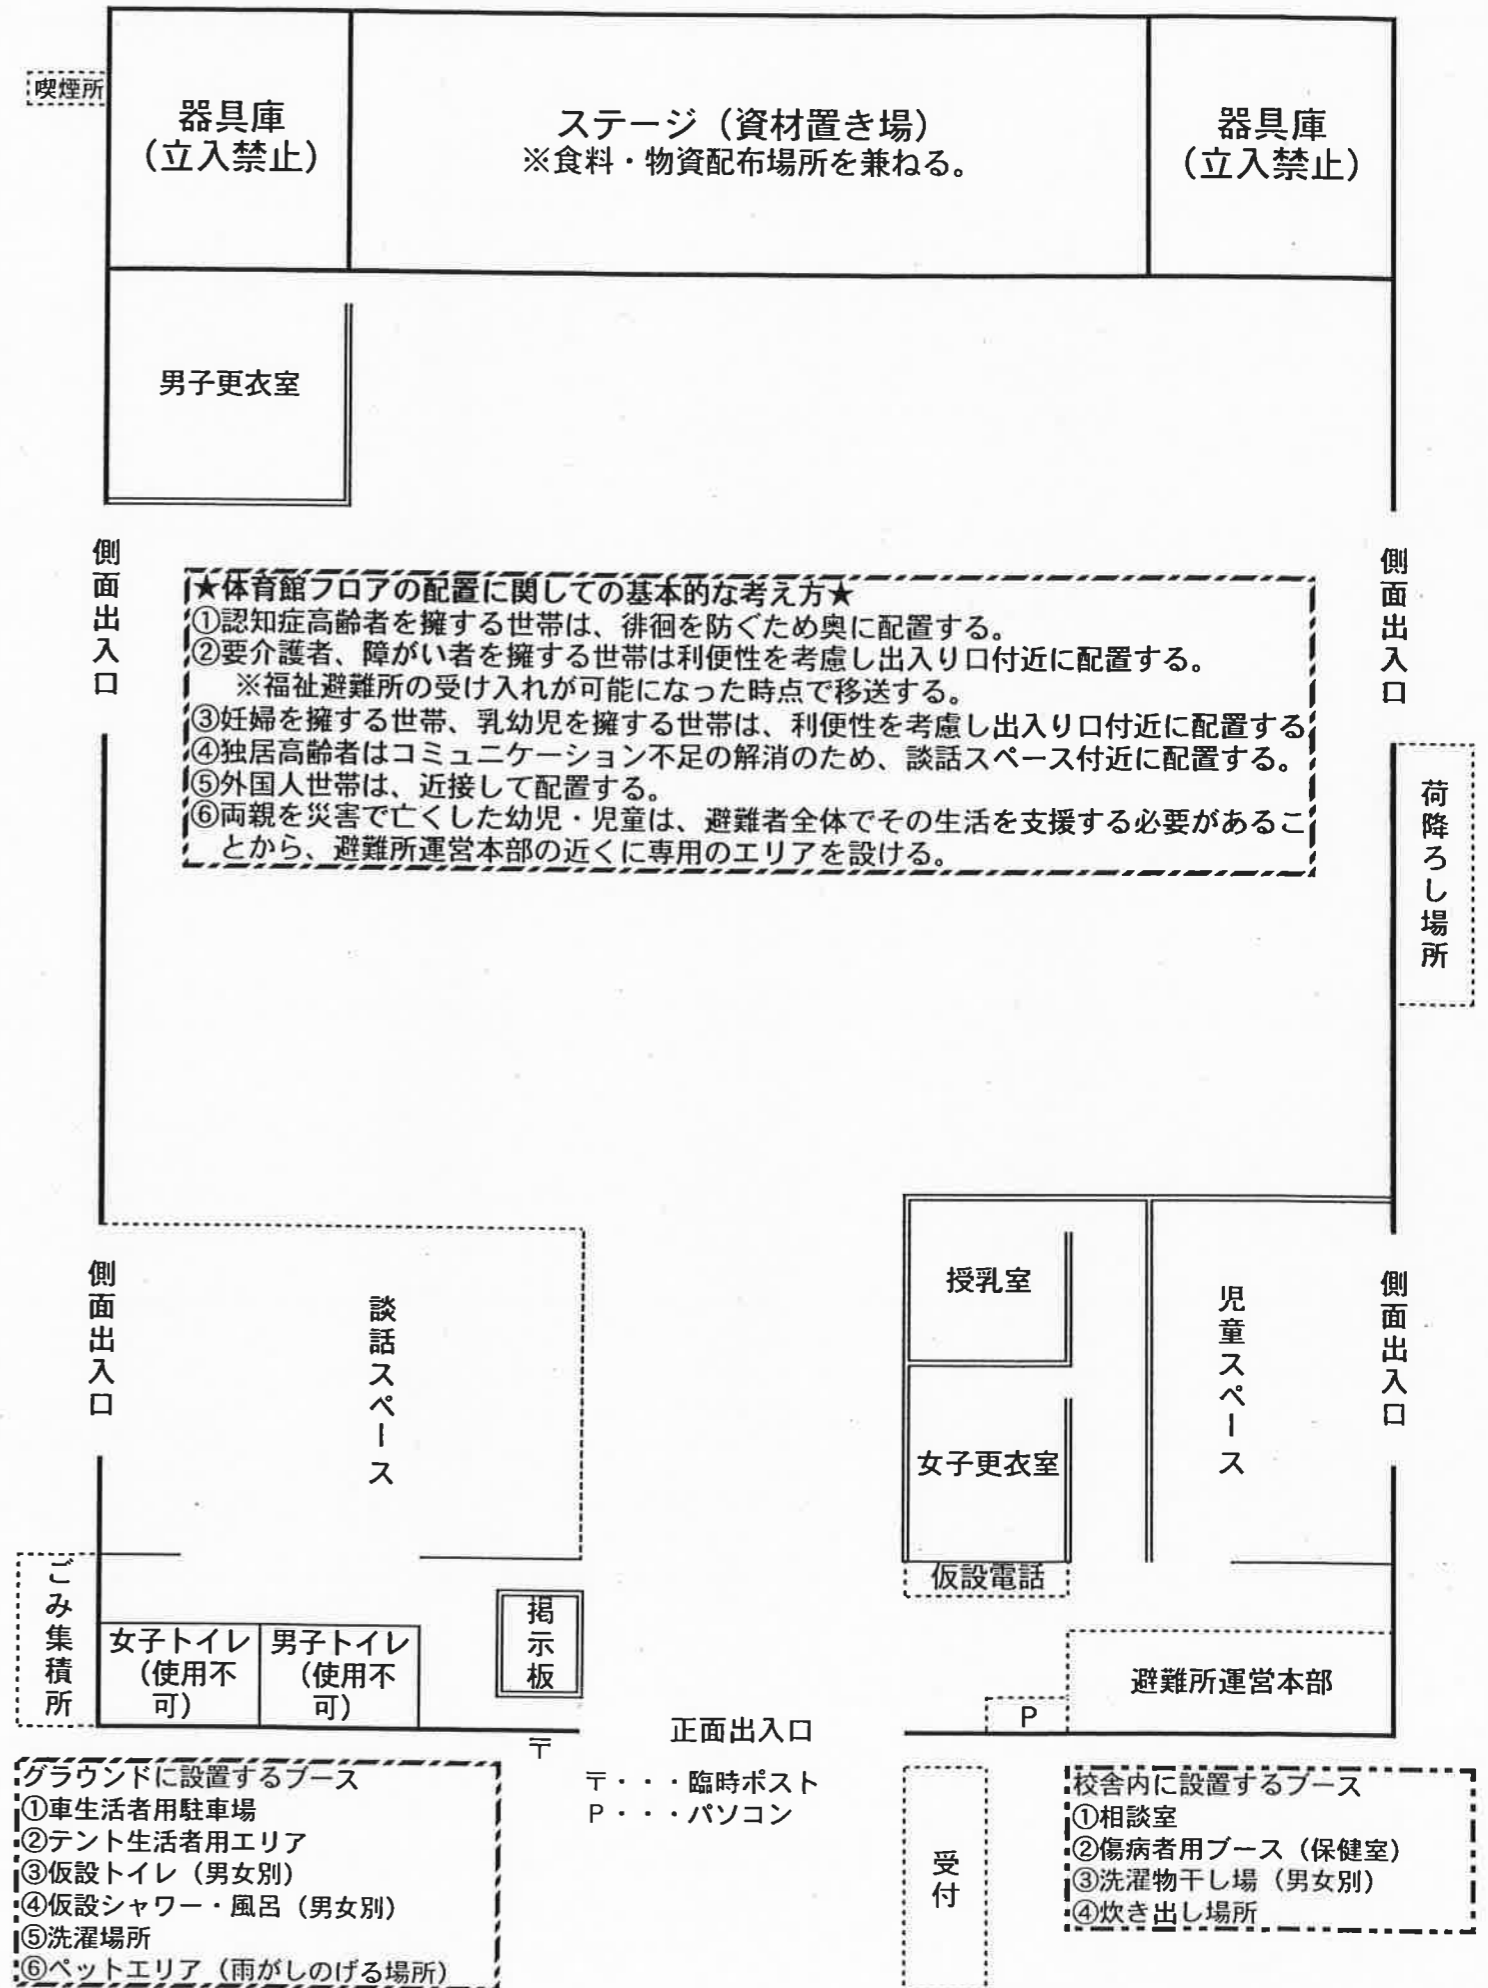 喫煙所
器具庫
（立入禁止）
ステージ（資材置き場）
※食料・物資配布場所を兼ねる。
器具庫
（立入禁止）
男子更衣室
側面出入口
側面出入口
★体育館フロアの配置に関しての基本的な考え方★
①認知症高齢者を擁する世帯は、徘徊を防ぐため奥に配置する。
②要介護者、障がい者を擁する世帯は利便性を考慮し出入り口付近に配置する。
※福祉避難所の受け入れが可能になった時点で移送する。
③妊婦を擁する世帯、乳幼児を擁する世帯は、利便性を考慮し出入り口付近に配置する
④独居高齢者はコミュニケーション不足の解消のため、談話スペース付近に配置する。
⑤外国人世帯は、近接して配置する。
⑥両親を災害で亡くした幼児・児童は、避難者全体でその生活を支援する必要があるこ
とから、避難所運営本部の近くに専用のエリアを設ける。
荷降ろし場所
側面出入口
談話スペース
授乳室
児童スペース
側面出入口
女子更衣室
仮設電話
ごみ集積所
女子トイレ
（使用不
可）
男子トイレ
（使用不
可）
掲示板
避難所運営本部
P
正面出入口
〒
〒・・・臨時ポスト
P・・・パソコン
受付
グラウンドに設置するブース
①車生活者用駐車場
②テント生活者用エリア
③仮設トイレ（男女別）
④仮設シャワー・風呂（男女別）
⑤洗濯場所
⑥ペットエリア（雨がしのげる場所）
校舎内に設置するブース
①相談室
②傷病者用ブース（保健室）
③洗濯物干し場（男女別）
④炊き出し場所